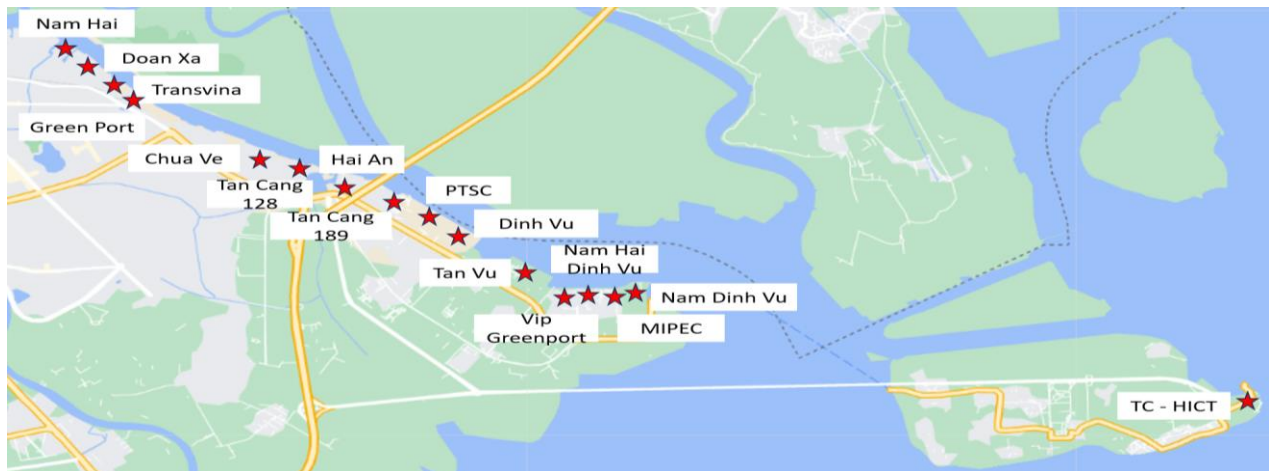 Nam Hai
Doan Xa
Transvina
Green Port
Chua Ve
Hai An
Tan Cang
128
PTSC
Tan Cang
189
Dinh Vu
Nam Hai
Dinh Vu
Tan Vu
Nam Dinh Vu
Vip
Greenport
MIPEC
TC - HICT